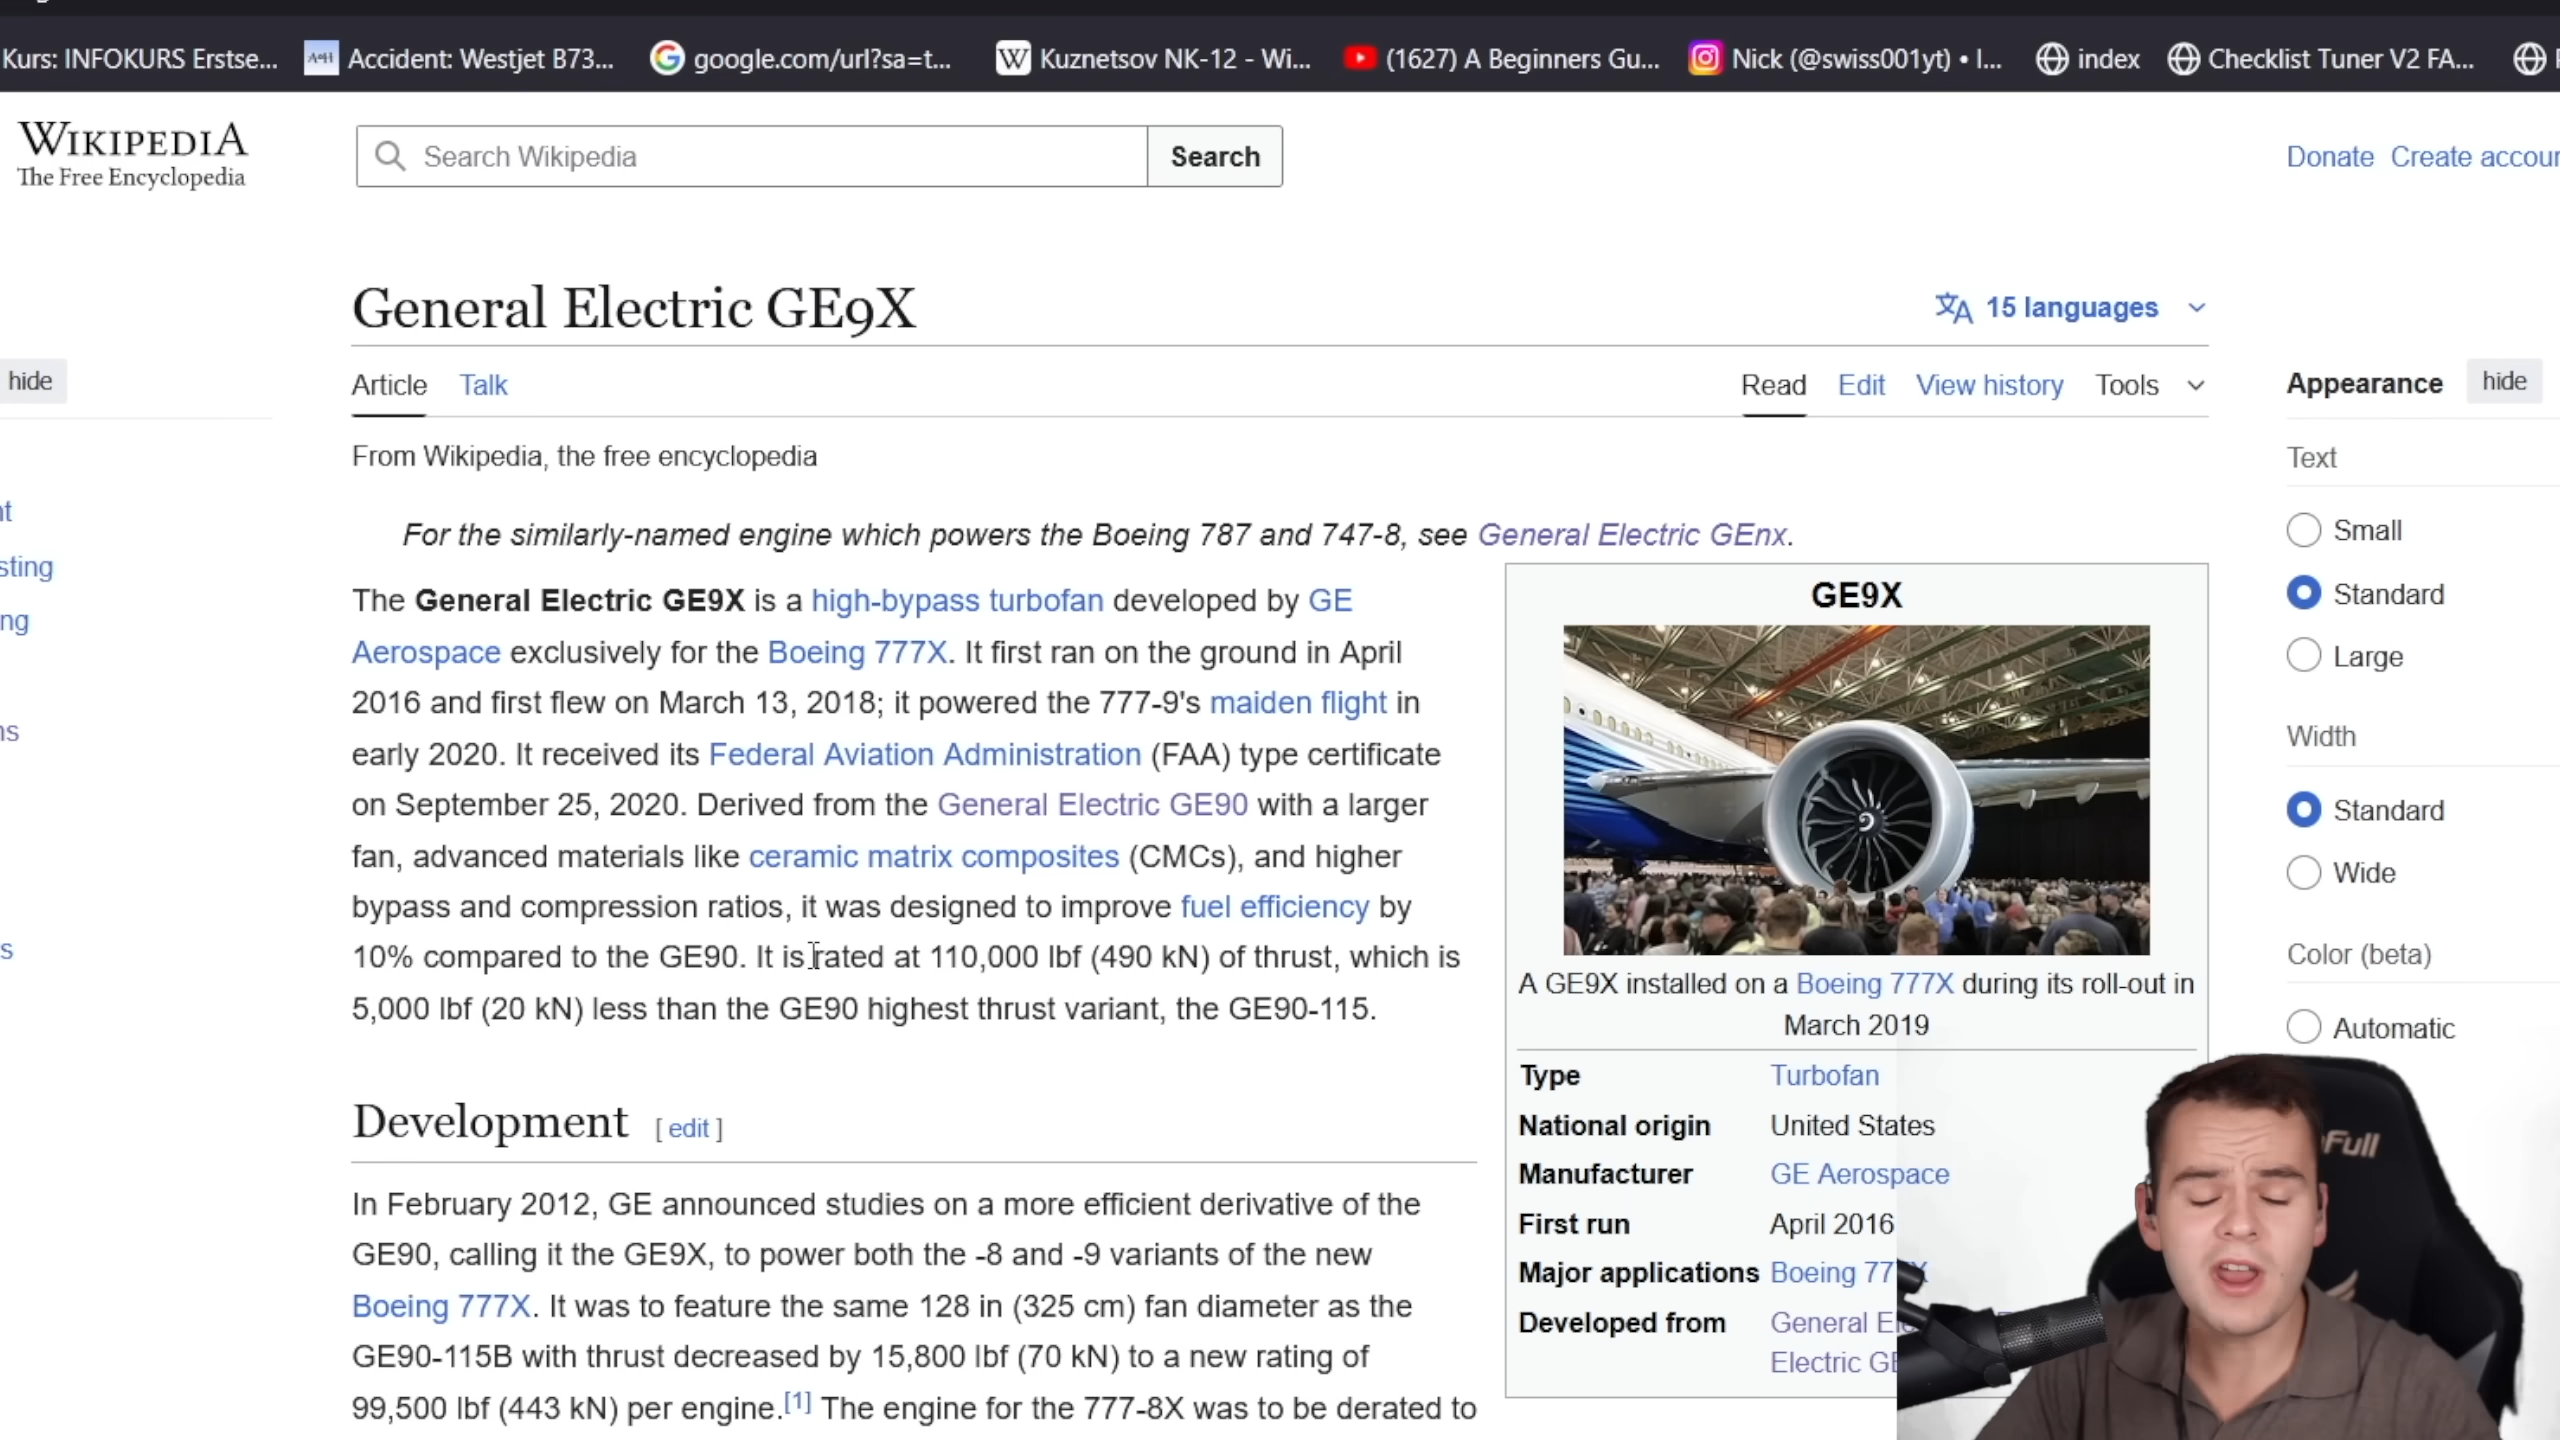 Kurs: INFOKURS Erstse...
Accident: Westjet B73...
google.com/url?sa=t...
W Kuznetsov NK-12 - Wi...
(1627) A Beginners Gu...
Nick (@swiss001yt) • I...
index
Checklist Tuner V2 FA...
WIKIPEDIA
The Free Encyclopedia
Search Wikipedia
Search
Donate
Create accour
General Electric GE9X
15 languages
hide
Article
Talk
Read
Edit
View history
Tools
Appearance
hide
From Wikipedia, the free encyclopedia
Text
Small
Standard
Large
Width
Standard
Wide
Color (beta)
Automatic
nt
sting
ng
ns
s
For the similarly-named engine which powers the Boeing 787 and 747-8, see General Electric GEnx.
The General Electric GE9X is a high-bypass turbofan developed by GE
Aerospace exclusively for the Boeing 777X. It first ran on the ground in April
2016 and first flew on March 13, 2018; it powered the 777-9's maiden flight in
early 2020. It received its Federal Aviation Administration (FAA) type certificate
on September 25, 2020. Derived from the General Electric GE90 with a larger
fan, advanced materials like ceramic matrix composites (CMCs), and higher
bypass and compression ratios, it was designed to improve fuel efficiency by
10% compared to the GE90. It is rated at 110,000 lbf (490 kN) of thrust, which is
5,000 lbf (20 kN) less than the GE90 highest thrust variant, the GE90-115.
Development [ edit ]
In February 2012, GE announced studies on a more efficient derivative of the
GE90, calling it the GE9X, to power both the -8 and -9 variants of the new
Boeing 777X. It was to feature the same 128 in (325 cm) fan diameter as the
GE90-115B with thrust decreased by 15,800 lbf (70 kN) to a new rating of
99,500 lbf (443 kN) per engine.[1] The engine for the 777-8X was to be derated to
GE9X
A GE9X installed on a Boeing 777X during its roll-out in
March 2019
Type Turbofan
National origin United States
Manufacturer GE Aerospace
First run April 2016
Major applications Boeing 77 X
Developed from General El
Electric GE
Full